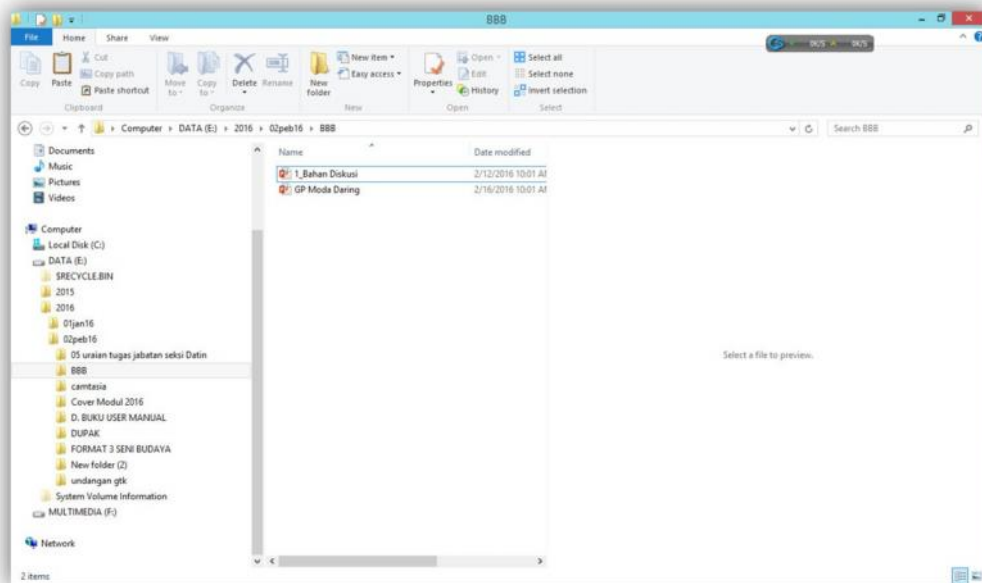 BBB
File Home Share View
0K/S 0K/S
Copy
Paste
Cut
Copy path
Paste shortcut
Clipboard
Move to
Copy to
Delete
Rename
Organize
New folder
New item
Easy access
New
Properties
Open
Edit
History
Open
Select all
Select none
Invert selection
Select
Computer DATA (E:) 2016 02peb16 BBB
Search BBB
Documents
Music
Pictures
Videos
Computer
Local Disk (C:)
DATA (E:)
$RECYCLE.BIN
2015
2016
01jan16
02peb16
05 uraian tugas jabatan seksi Datin
BBB
camtasia
Cover Modul 2016
D. BUKU USER MANUAL
DUPAK
FORMAT 3 SENI BUDAYA
New folder (2)
undangan gtk
System Volume Information
MULTIMEDIA (F:)
Network
Name Date modified
1_Bahan Diskusi 2/12/2016 10:01 AM
GP Moda Daring 2/16/2016 10:01 AM
Select a file to preview.
2 items